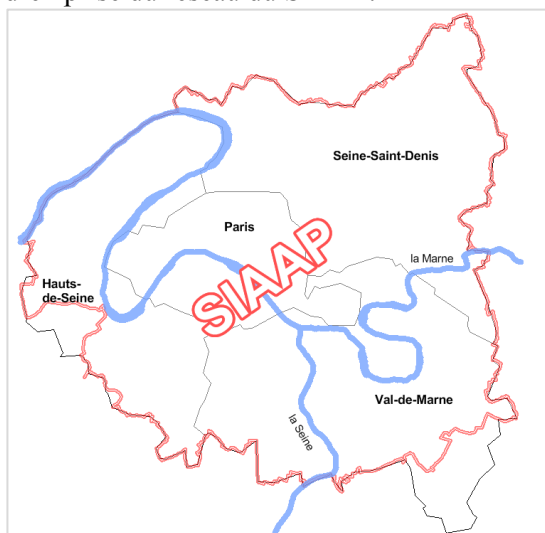 Seine-Saint-Denis
Paris
la Marne
SIAAP
Hauts-
de-Seine
Val-de-Marne
la Seine